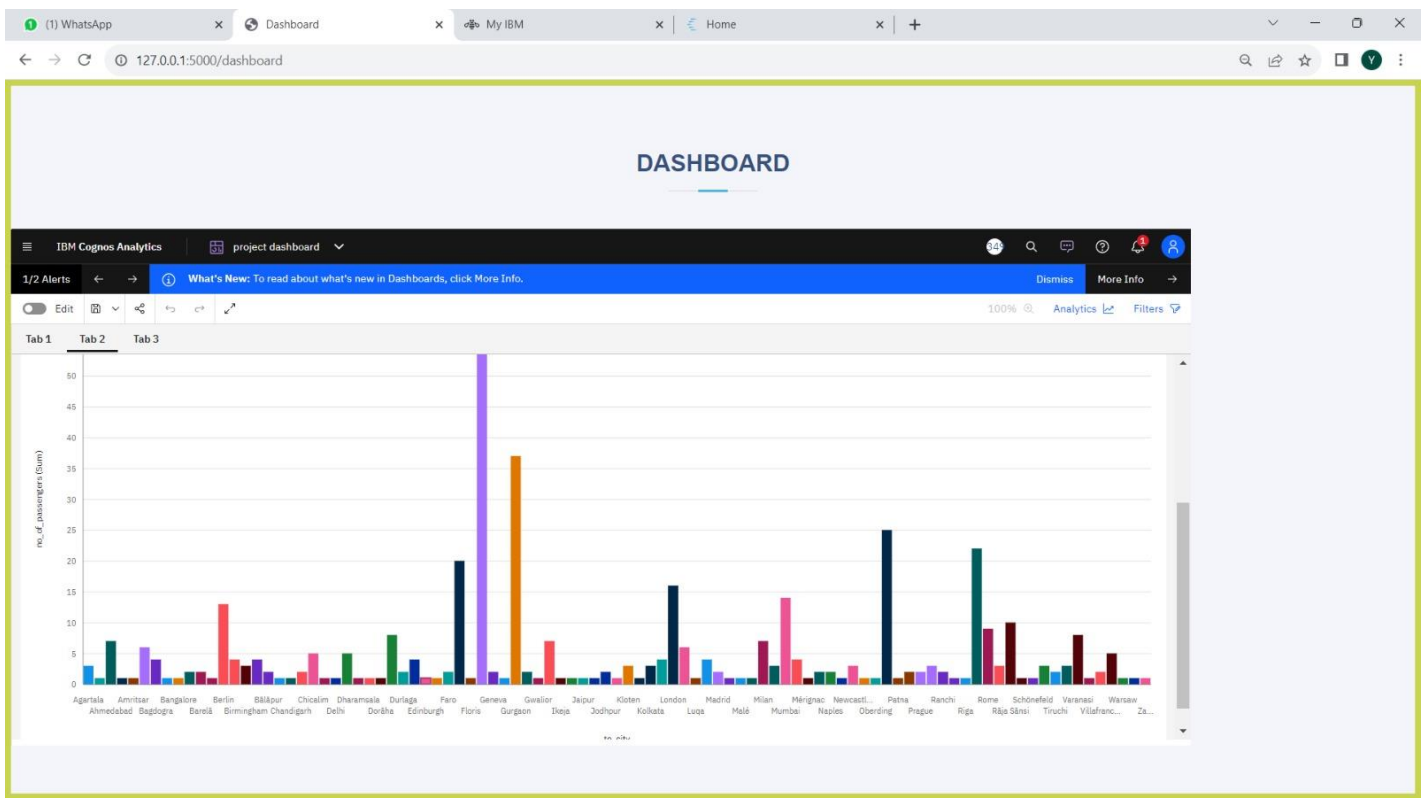 (1) WhatsApp Dashboard My IBM Home
127.0.0.1:5000/dashboard Y
DASHBOARD
IBM Cognos Analytics project dashboard 1
1/2 Alerts What's New: To read about what's new in Dashboards, click More Info. Dismiss More Info
Edit 100% Analytics Filters
Tab 1 Tab 2 Tab 3
50
45
40
35
30
25
20
15
10
5
0
no_of_passengers (Sum)
Agartala Amritsar Bangalore Berlin Bālāpur Chicalim Dharamsala Durlaga Faro Geneva Gwalior Jaipur Kloten London Madrid Milan Mérignac Newcastl... Patna Ranchi Rome Schönefeld Varanasi Warsaw
Ahmedabad Bagdogra Barelā Birmingham Chandigarh Delhi Dorāha Edinburgh Floris Gurgaon Ikeja Jodhpur Kolkata Luqa Malé Mumbai Naples Oberding Prague Riga Rāja Sānsi Tiruchi Villafranc... Za...
to_city